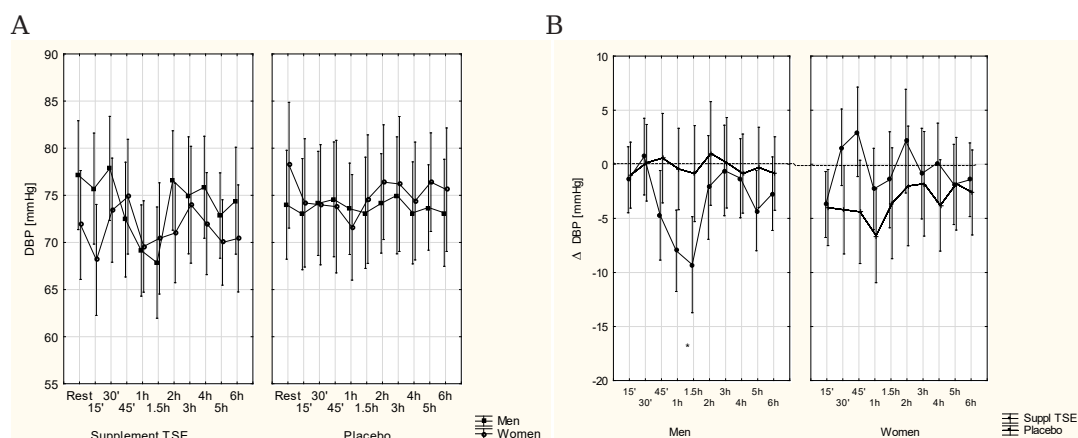 A
B
DBP [mmHg]
90
85
80
75
70
65
60
55
Rest 30' 1h 2h 4h 6h
15' 45' 1.5h 3h 5h
Supplement TSE
Rest 30' 1h 2h 4h 6h
15' 45' 1.5h 3h 5h
Placebo
Men
Women
Δ DBP [mmHg]
10
5
0
-5
-10
-15
-20
*
15' 45' 1.5h 3h 5h
30' 1h 2h 4h 6h
Men
15' 45' 1.5h 3h 5h
30' 1h 2h 4h 6h
Women
Suppl TSE
Placebo